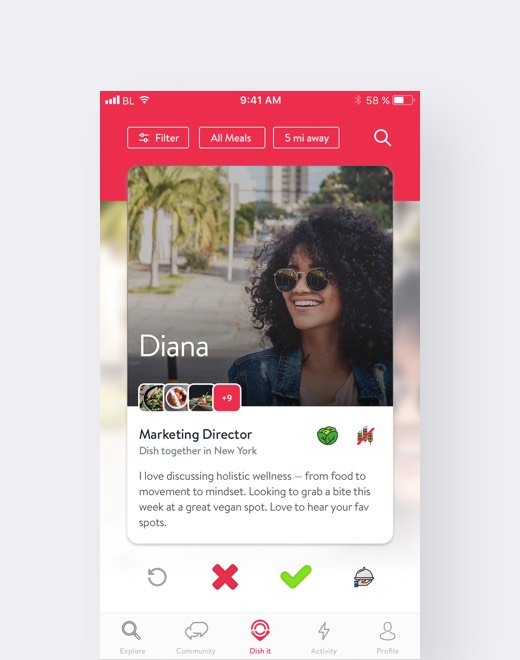 BL 9:41 AM 58 %
Filter All Meals 5 mi away
Diana
+9
Marketing Director
Dish together in New York
I love discussing holistic wellness — from food to
movement to mindset. Looking to grab a bite this
week at a great vegan spot. Love to hear your fav
spots.
Explore Community Dish it Activity Profile